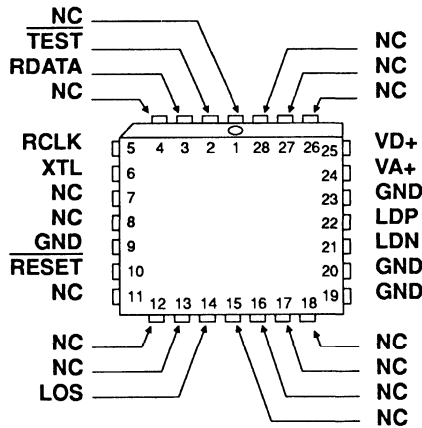 NC
TEST
RDATA
NC
NC
NC
NC
4 3 2 1 28 27 26
RCLK 5 25 VD+
XTL 6 24 VA+
NC 7 23 GND
NC 8 22 LDP
GND 9 21 LDN
RESET 10 20 GND
NC 11 19 GND
12 13 14 15 16 17 18
NC NC
NC NC
LOS NC
NC